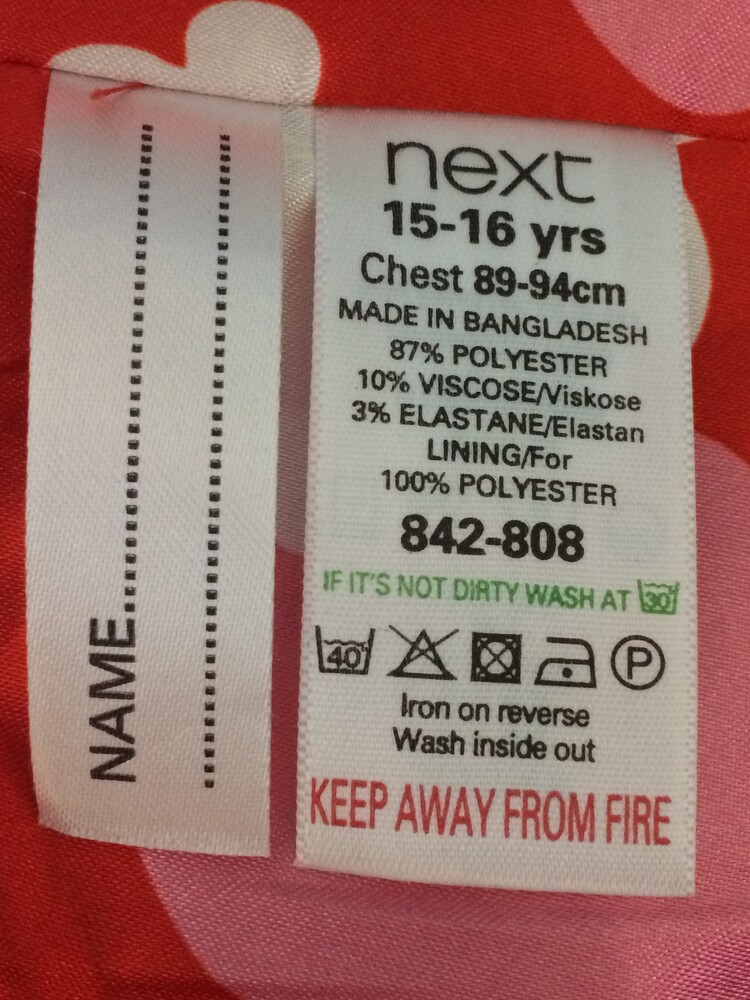 NAME
next
15-16 yrs
Chest 89-94cm
MADE IN BANGLADESH
87% POLYESTER
10% VISCOSE/Viskose
3% ELASTANE/Elastan
LINING/For
100% POLYESTER
842-808
IF IT'S NOT DIRTY WASH AT 30°
40° P
Iron on reverse
Wash inside out
KEEP AWAY FROM FIRE